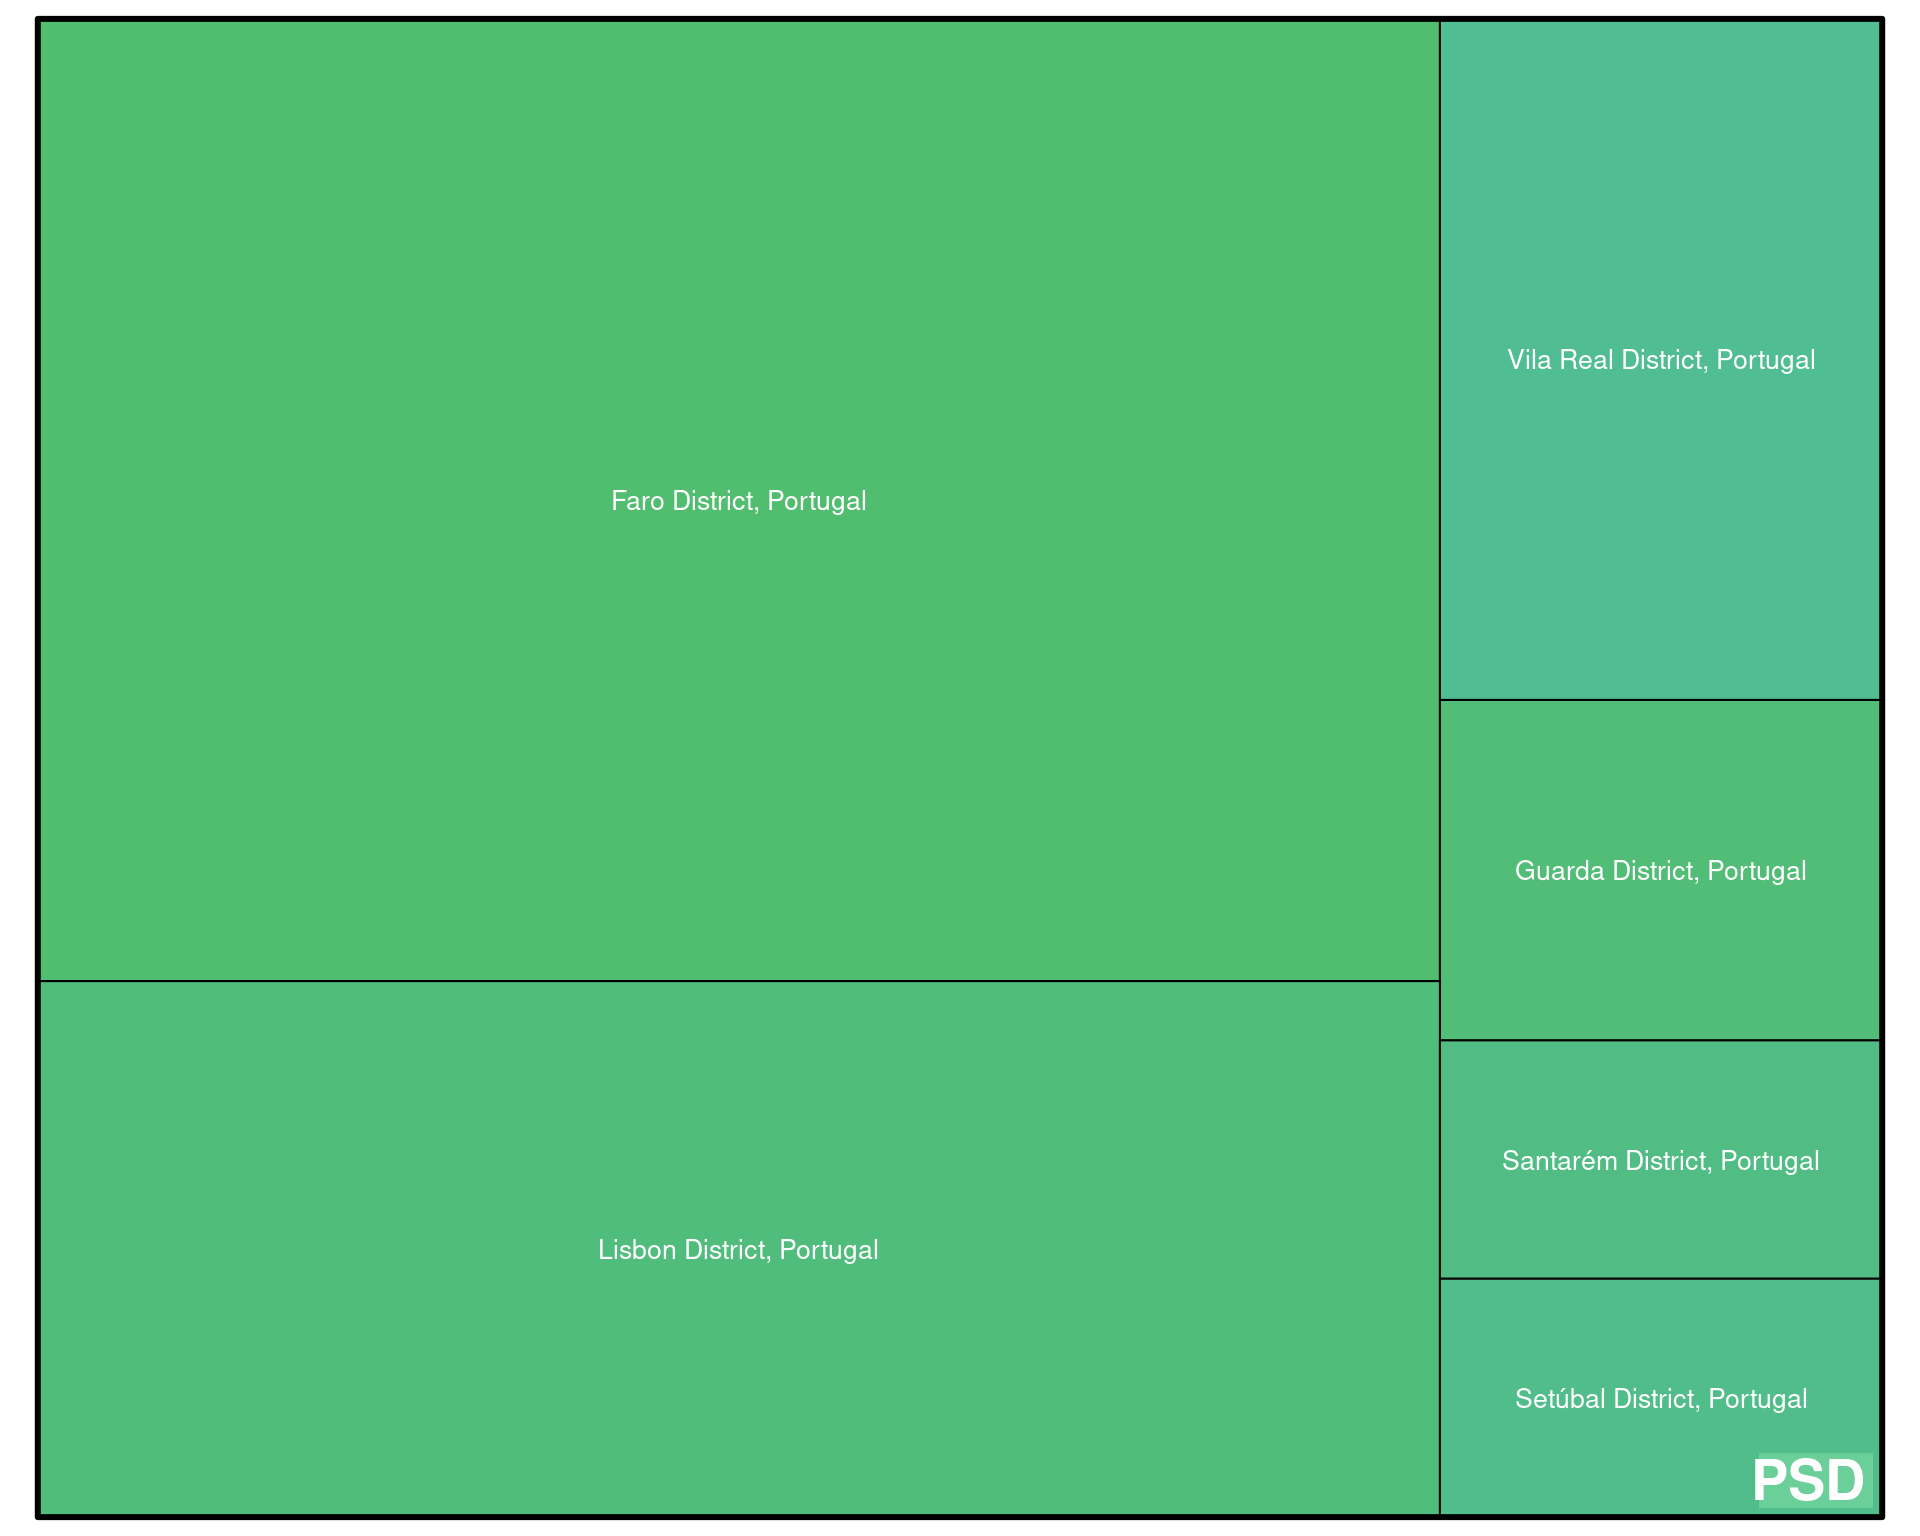 Faro District, Portugal
Lisbon District, Portugal
Vila Real District, Portugal
Guarda District, Portugal
Santarém District, Portugal
Setúbal District, Portugal
PSD